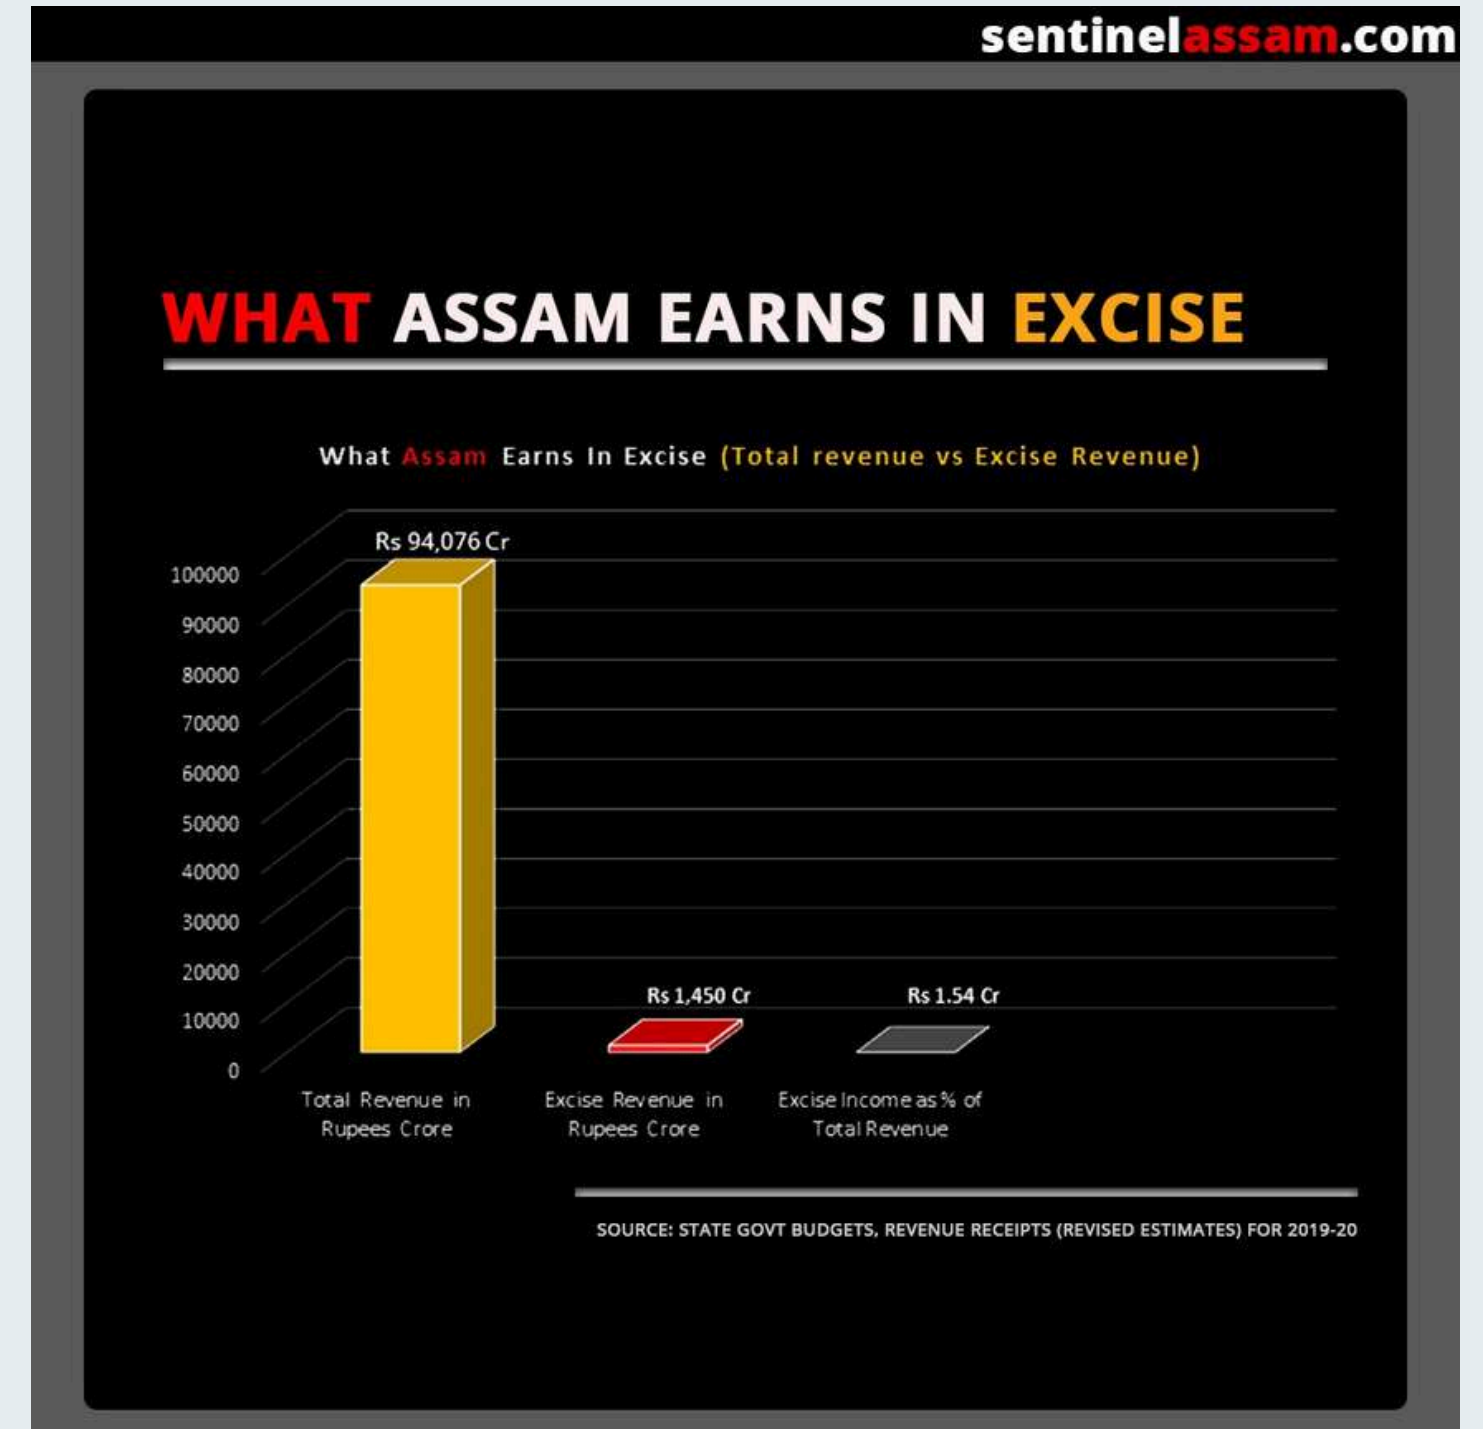 sentinelassam.com
WHAT ASSAM EARNS IN EXCISE
What Assam Earns In Excise (Total revenue vs Excise Revenue)
Rs 94,076 Cr
100000
90000
80000
70000
60000
50000
40000
30000
20000
10000
0
Rs 1,450 Cr
Rs 1.54 Cr
Total Revenue in
Rupees Crore
Excise Revenue in
Rupees Crore
Excise Income as % of
Total Revenue
SOURCE: STATE GOVT BUDGETS, REVENUE RECEIPTS (REVISED ESTIMATES) FOR 2019-20